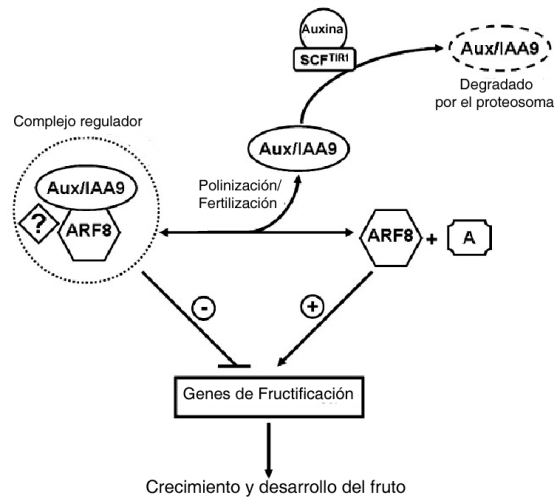 Auxina
SCFTIR1
Aux/IAA9
Degradado
por el proteosoma
Complejo regulador
Aux/IAA9
Aux/IAA9
Polinización/
Fertilización
?
ARF8
ARF8 + A
-
+
Genes de Fructificación
Crecimiento y desarrollo del fruto